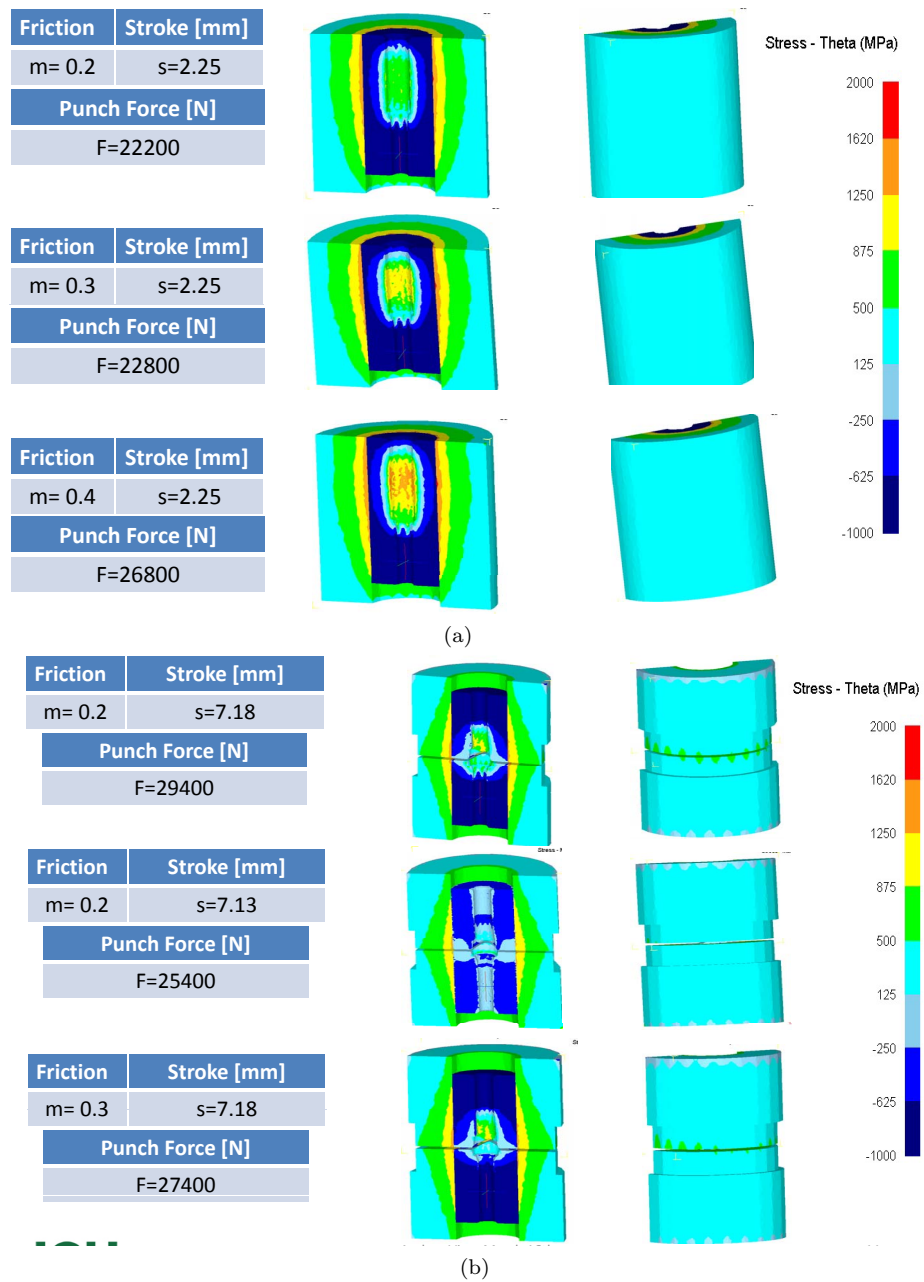 Friction Stroke [mm]
m= 0.2 s=2.25
Punch Force [N]
F=22200
Friction Stroke [mm]
m= 0.3 s=2.25
Punch Force [N]
F=22800
Friction Stroke [mm]
m= 0.4 s=2.25
Punch Force [N]
F=26800
Stress - Theta (MPa)
2000
1620
1250
875
500
125
-250
-625
-1000
(a)
Friction Stroke [mm]
m= 0.2 s=7.18
Punch Force [N]
F=29400
Friction Stroke [mm]
m= 0.2 s=7.13
Punch Force [N]
F=25400
Friction Stroke [mm]
m= 0.3 s=7.18
Punch Force [N]
F=27400
Stress - Theta (MPa)
2000
1620
1250
875
500
125
-250
-625
-1000
(b)